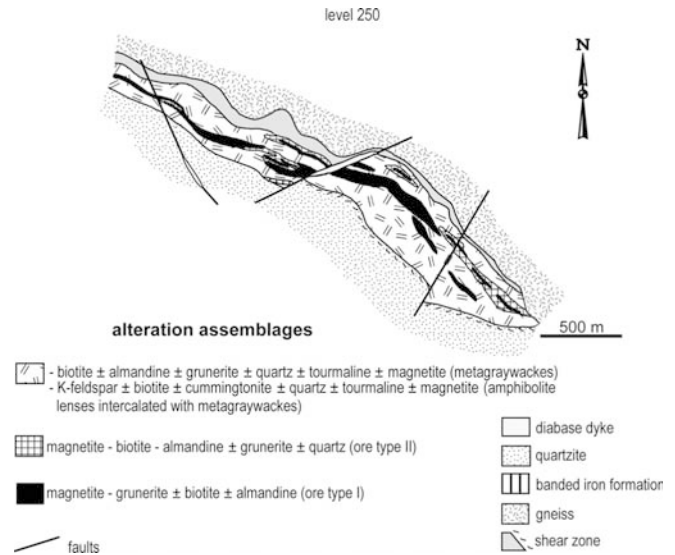 level 250
N
500 m
alteration assemblages
- biotite ± almandine ± grunerite ± quartz ± tourmaline ± magnetite (metagraywackes)
- K-feldspar ± biotite ± cummingtonite ± quartz ± tourmaline ± magnetite (amphibolite
lenses intercalated with metagraywackes)
magnetite - biotite - almandine ± grunerite ± quartz (ore type II)
magnetite - grunerite ± biotite ± almandine (ore type I)
faults
diabase dyke
quartzite
banded iron formation
gneiss
shear zone